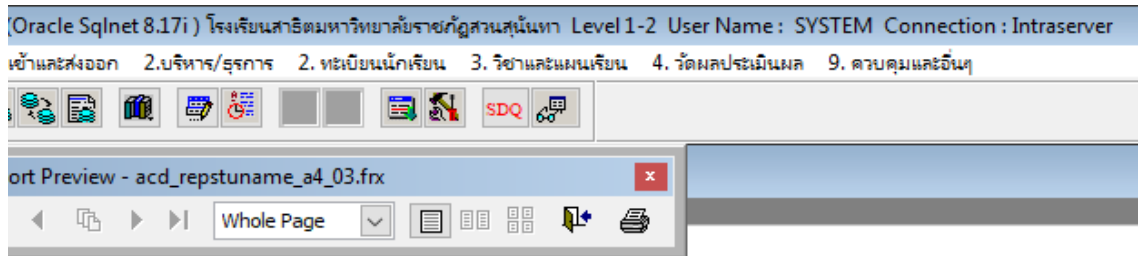 (Oracle Sqlnet 8.17i ) โรงเรียนสาธิตมหาวิทยาลัยราชภัฏสวนสุนันทา Level 1-2 User Name : SYSTEM Connection : Intraserver
เข้าและส่งออก 2.บริหาร/ธุรการ 2. ทะเบียนนักเรียน 3. วิชาและแผนเรียน 4. วัดผลประเมินผล 9. ควบคุมและอื่นๆ
SDQ
ort Preview - acd_repstuname_a4_03.frx
Whole Page